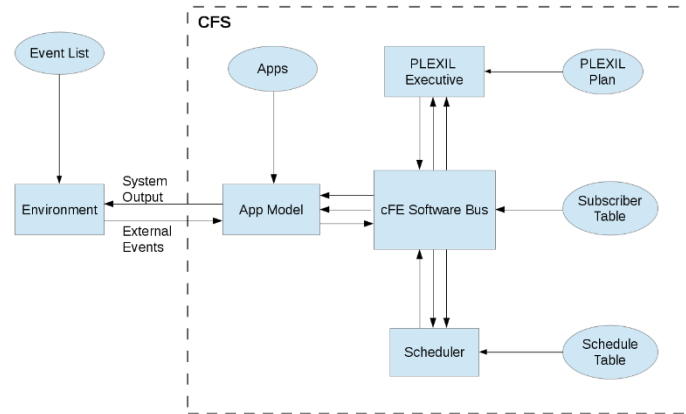 CFS
Event List
Apps
PLEXIL
Executive
PLEXIL
Plan
System
Output
Environment
App Model
cFE Software Bus
Subscriber
Table
External
Events
Scheduler
Schedule
Table